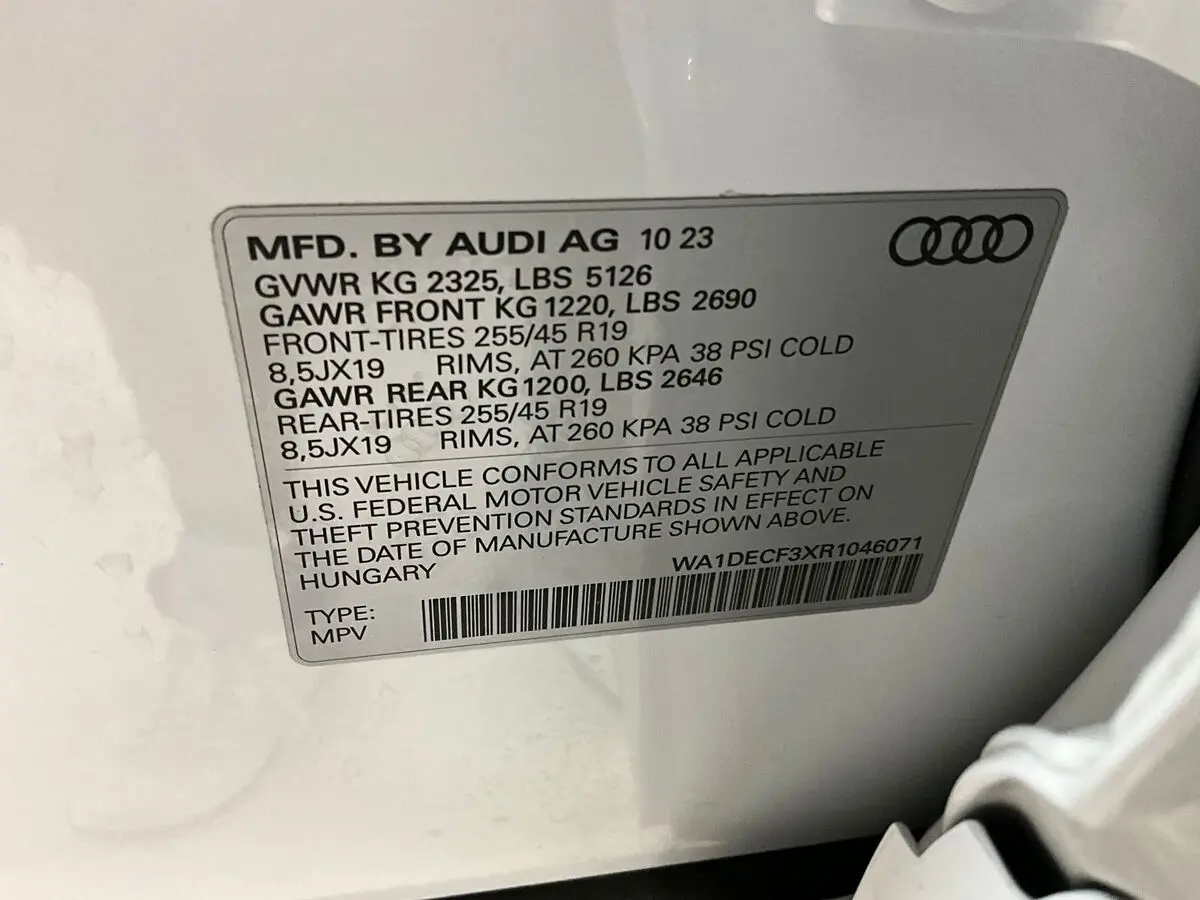 MFD. BY AUDI AG 10 23
GVWR KG 2325, LBS 5126
GAWR FRONT KG 1220, LBS 2690
FRONT-TIRES 255/45 R19
8,5JX19 RIMS, AT 260 KPA 38 PSI COLD
GAWR REAR KG 1200, LBS 2646
REAR-TIRES 255/45 R19
8,5JX19 RIMS, AT 260 KPA 38 PSI COLD
THIS VEHICLE CONFORMS TO ALL APPLICABLE
U.S. FEDERAL MOTOR VEHICLE SAFETY AND
THEFT PREVENTION STANDARDS IN EFFECT ON
THE DATE OF MANUFACTURE SHOWN ABOVE.
HUNGARY WA1DECF3XR1046071
TYPE:
MPV